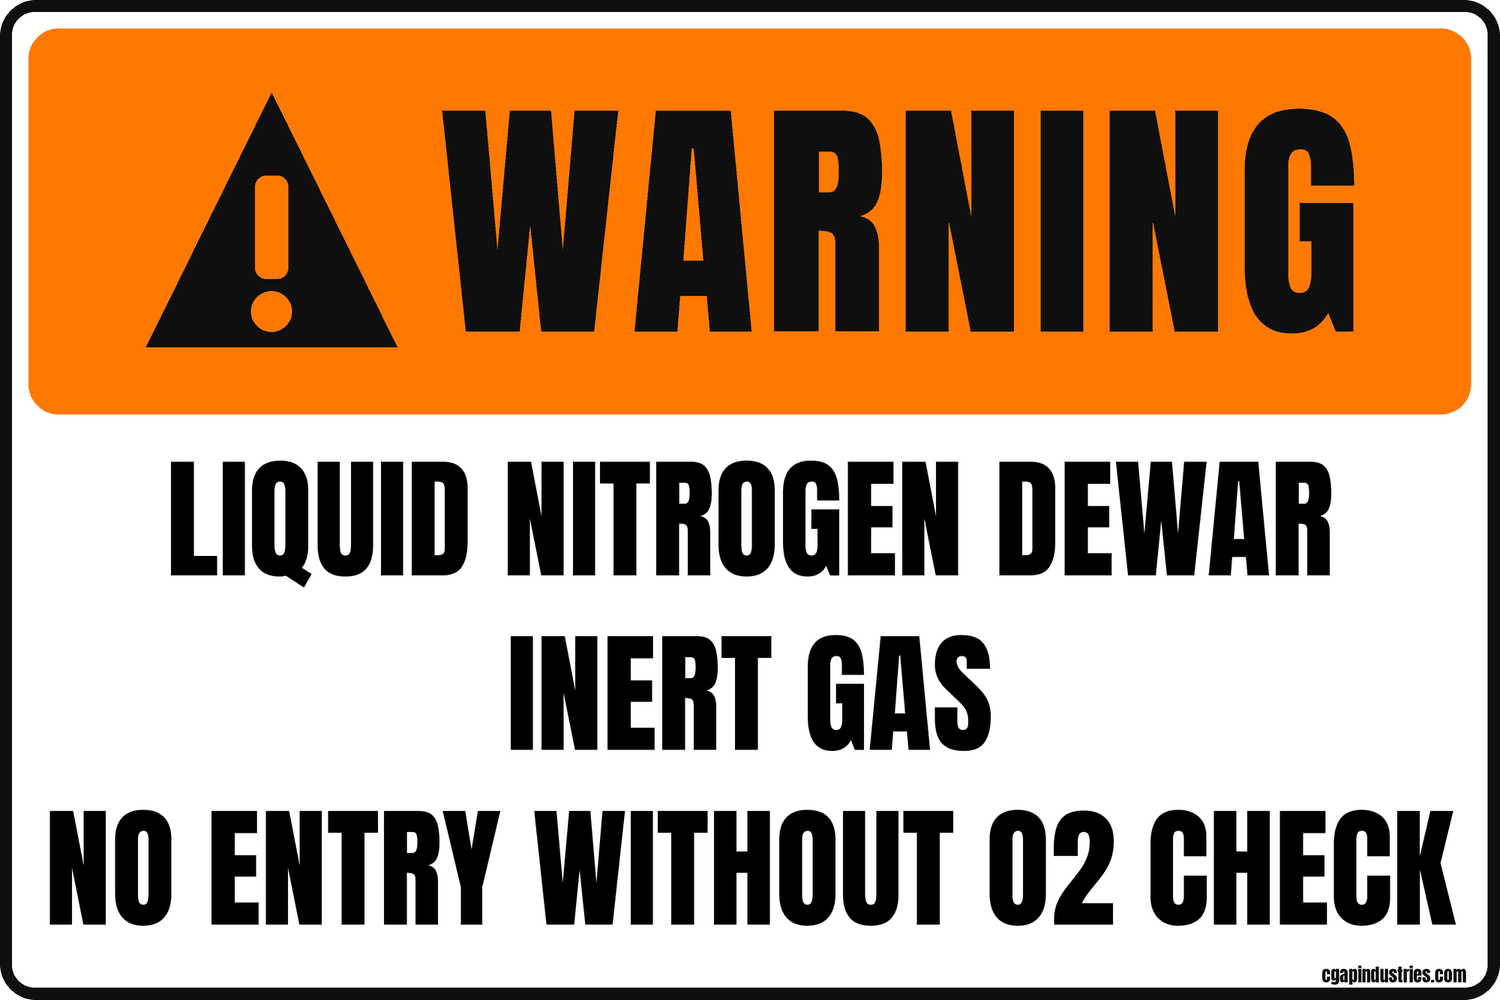 WARNING
LIQUID NITROGEN DEWAR
INERT GAS
NO ENTRY WITHOUT O2 CHECK
cgapindustries.com